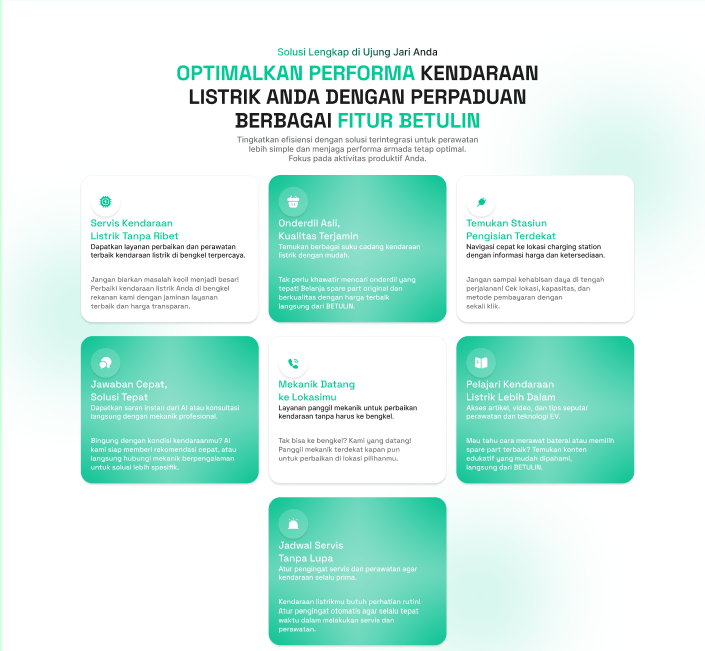 Solusi Lengkap di Ujung Jari Anda
OPTIMALKAN PERFORMA KENDARAAN
LISTRIK ANDA DENGAN PERPADUAN
BERBAGAI FITUR BETULIN
Tingkatkan efisiensi dengan solusi terintegrasi untuk perawatan
lebih simple dan menjaga performa armada tetap optimal.
Fokus pada aktivitas produktif Anda.
Servis Kendaraan
Listrik Tanpa Ribet
Dapatkan layanan perbaikan dan perawatan
terbaik kendaraan listrik di bengkel terpercaya.
Jangan biarkan masalah kecil menjadi besar!
Perbaiki kendaraan listrik Anda di bengkel
rekanan kami dengan jaminan layanan
terbaik dan harga transparan.
Onderdil Asli,
Kualitas Terjamin
Temukan berbagai suku cadang kendaraan
listrik dengan mudah.
Tak perlu khawatir mencari onderdil yang
tepat! Belanja spare part original dan
berkualitas dengan harga terbaik
langsung dari BETULIN.
Temukan Stasiun
Pengisian Terdekat
Navigasi cepat ke lokasi charging station
dengan informasi harga dan ketersediaan.
Jangan sampai kehabisan daya di tengah
perjalanan! Cek lokasi, kapasitas, dan
metode pembayaran dengan
sekali klik.
Jawaban Cepat,
Solusi Tepat
Dapatkan saran instan dari AI atau konsultasi
langsung dengan mekanik profesional.
Bingung dengan kondisi kendaraanmu? AI
kami siap memberi rekomendasi cepat, atau
langsung hubungi mekanik berpengalaman
untuk solusi lebih spesifik.
Mekanik Datang
ke Lokasimu
Layanan panggil mekanik untuk perbaikan
kendaraan tanpa harus ke bengkel.
Tak bisa ke bengkel? Kami yang datang!
Panggil mekanik terdekat kapan pun
untuk perbaikan di lokasi pilihanmu.
Pelajari Kendaraan
Listrik Lebih Dalam
Akses artikel, video, dan tips seputar
perawatan dan teknologi EV.
Mau tahu cara merawat baterai atau memilih
spare part terbaik? Temukan konten
edukatif yang mudah dipahami,
langsung dari BETULIN.
Jadwal Servis
Tanpa Lupa
Atur pengingat servis dan perawatan agar
kendaraan selalu prima.
Kendaraan listrikmu butuh perhatian rutin!
Atur pengingat otomatis agar selalu tepat
waktu dalam melakukan servis dan
perawatan.